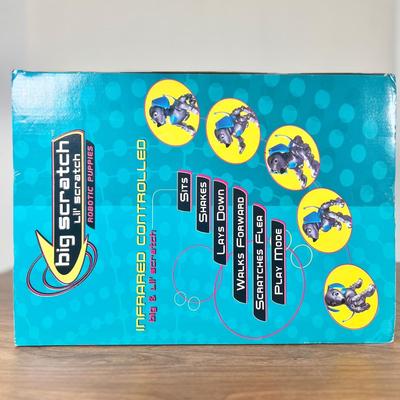 big scratch
Lil' scratch
ROBOTIC PUPPIES
INFRARED CONTROLLED
big & Lil' scratch
SITS
SHAKES
LAYS DOWN
WALKS FORWARD
SCRATCHES FLEA
PLAY MODE